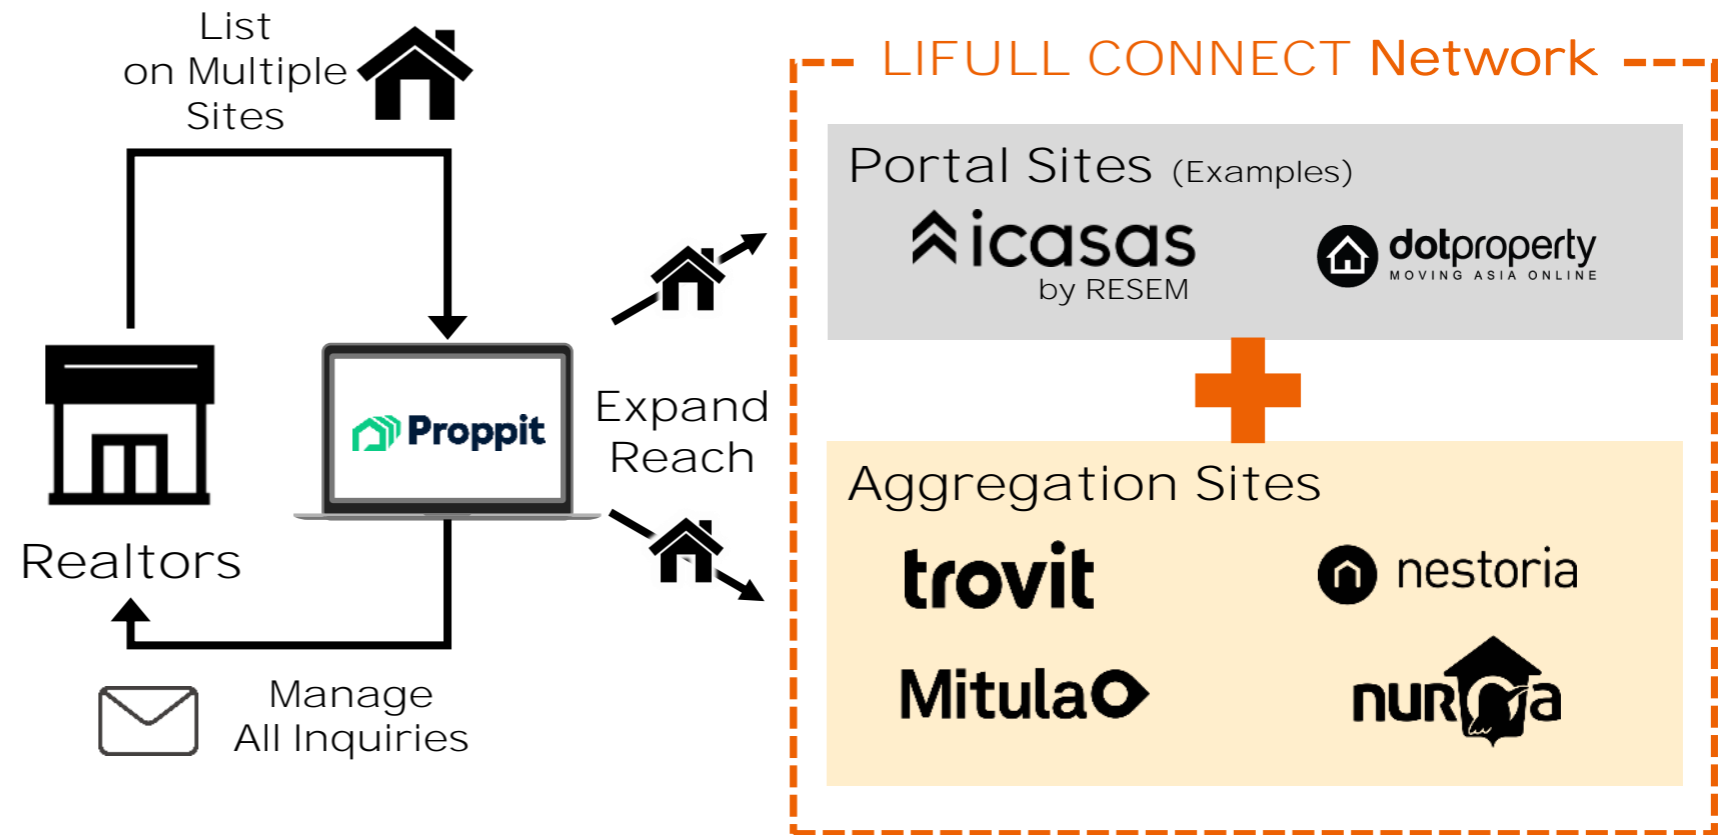 List
on Multiple
Sites
Realtors
Proppit
Manage
All Inquiries
Expand
Reach
LIFULL CONNECT Network
Portal Sites (Examples)
icasas
by RESEM
dotproperty
MOVING ASIA ONLINE
Aggregation Sites
trovit
nestoria
Mitula
nuroa